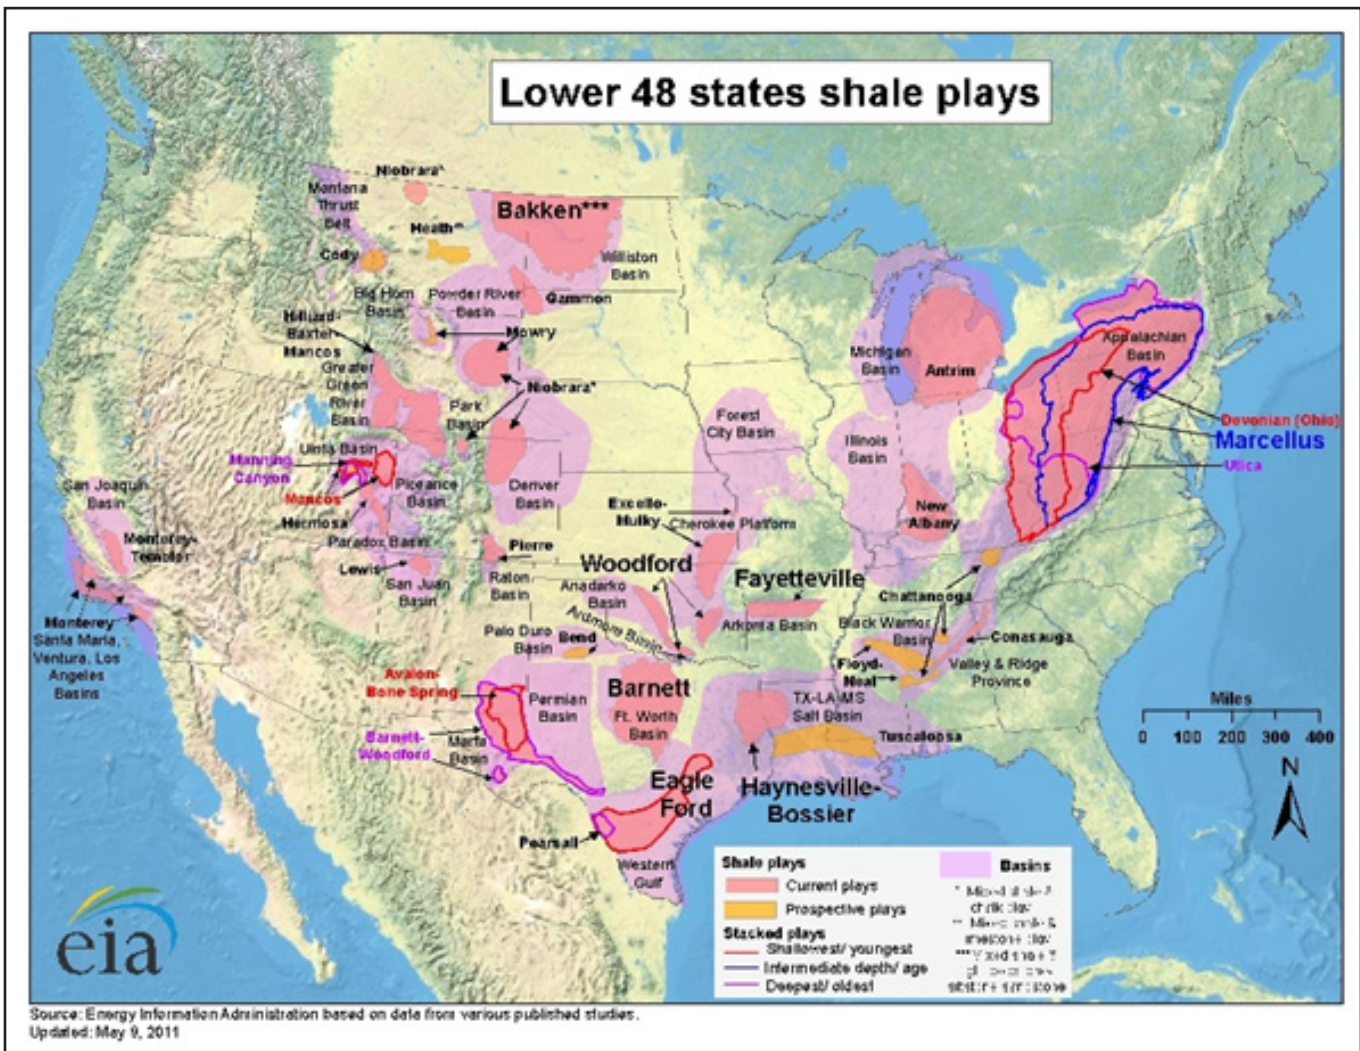 Lower 48 states shale plays
Niobrara*
Montana
Thrust
Belt
Bakken***
Heath**
Cody
Williston
Basin
Big Horn
Basin
Powder River
Basin
Gammon
Hilliard-
Baxter-
Mancos
Mowry
Greater
Green
River
Basin
Niobrara*
Park
Basin
Michigan
Basin
Antrim
Appalachian
Basin
Devonian (Ohio)
Marcellus
Utica
Forest
City Basin
Illinois
Basin
Uinta Basin
Manning
Canyon
Mancos
Piceance
Basin
Denver
Basin
San Joaquin
Basin
Hermosa
Excello-
Mulky
Cherokee Platform
New
Albany
Monterey-
Temblor
Paradox Basin
Pierre
Lewis
San Juan
Basin
Raton
Basin
Woodford
Anadarko
Basin
Fayetteville
Chattanooga
Ardmore Basin
Arkoma Basin
Black Warrior
Basin
Monterey
Santa Maria,
Ventura, Los
Angeles
Basins
Palo Duro
Basin
Bend
Conasauga
Floyd-
Neal
Valley & Ridge
Province
Avalon-
Bone Spring
Permian
Basin
Barnett
Ft. Worth
Basin
TX-LA-MS
Salt Basin
Tuscaloosa
Barnett-
Woodford
Marfa
Basin
Eagle
Ford
Haynesville-
Bossier
Pearsall
Western
Gulf
Miles
0 100 200 300 400
N
Shale plays
Current plays
Prospective plays
Stacked plays
Shallowest/ youngest
Intermediate depth/ age
Deepest/ oldest
Basins
* Mixed shale &
chalk play
** Mixed shale &
limestone play
eia
Source: Energy Information Administration based on data from various published studies.
Updated: May 9, 2011